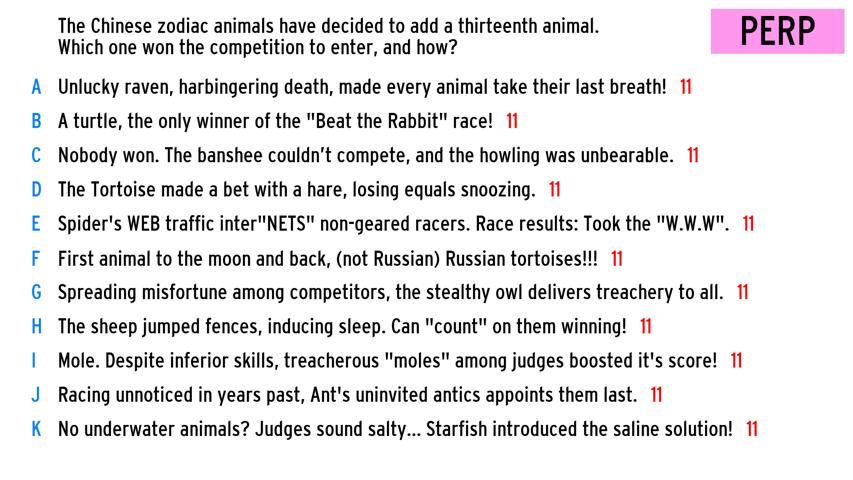 The Chinese zodiac animals have decided to add a thirteenth animal.
Which one won the competition to enter, and how?
PERP
A Unlucky raven, harbingering death, made every animal take their last breath! 11
B A turtle, the only winner of the "Beat the Rabbit" race! 11
C Nobody won. The banshee couldn't compete, and the howling was unbearable. 11
D The Tortoise made a bet with a hare, losing equals snoozing. 11
E Spider's WEB traffic inter"NETS" non-geared racers. Race results: Took the "W.W.W". 11
F First animal to the moon and back, (not Russian) Russian tortoises!!! 11
G Spreading misfortune among competitors, the stealthy owl delivers treachery to all. 11
H The sheep jumped fences, inducing sleep. Can "count" on them winning! 11
I Mole. Despite inferior skills, treacherous "moles" among judges boosted it's score! 11
J Racing unnoticed in years past, Ant's uninvited antics appoints them last. 11
K No underwater animals? Judges sound salty... Starfish introduced the saline solution! 11